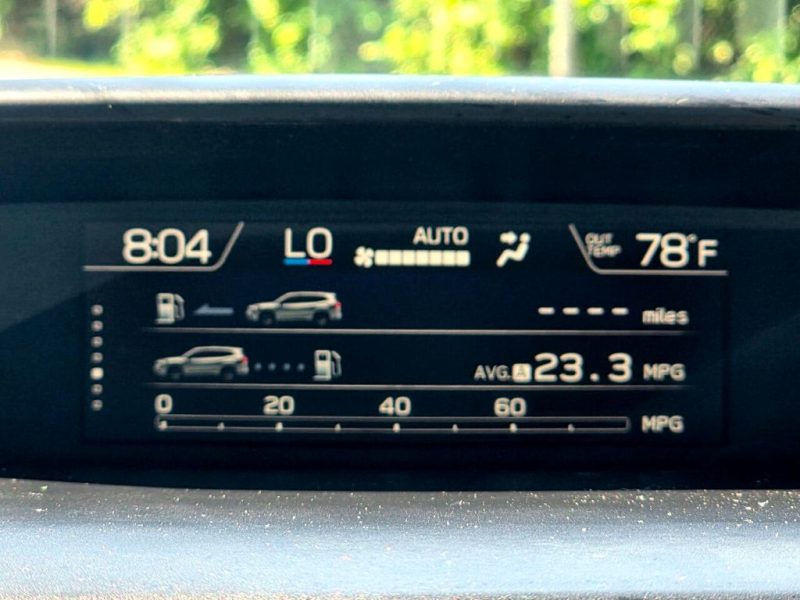 8:04 LO AUTO OUT TEMP 78°F
- - - - miles
AVG. A 23.3 MPG
0 20 40 60
MPG